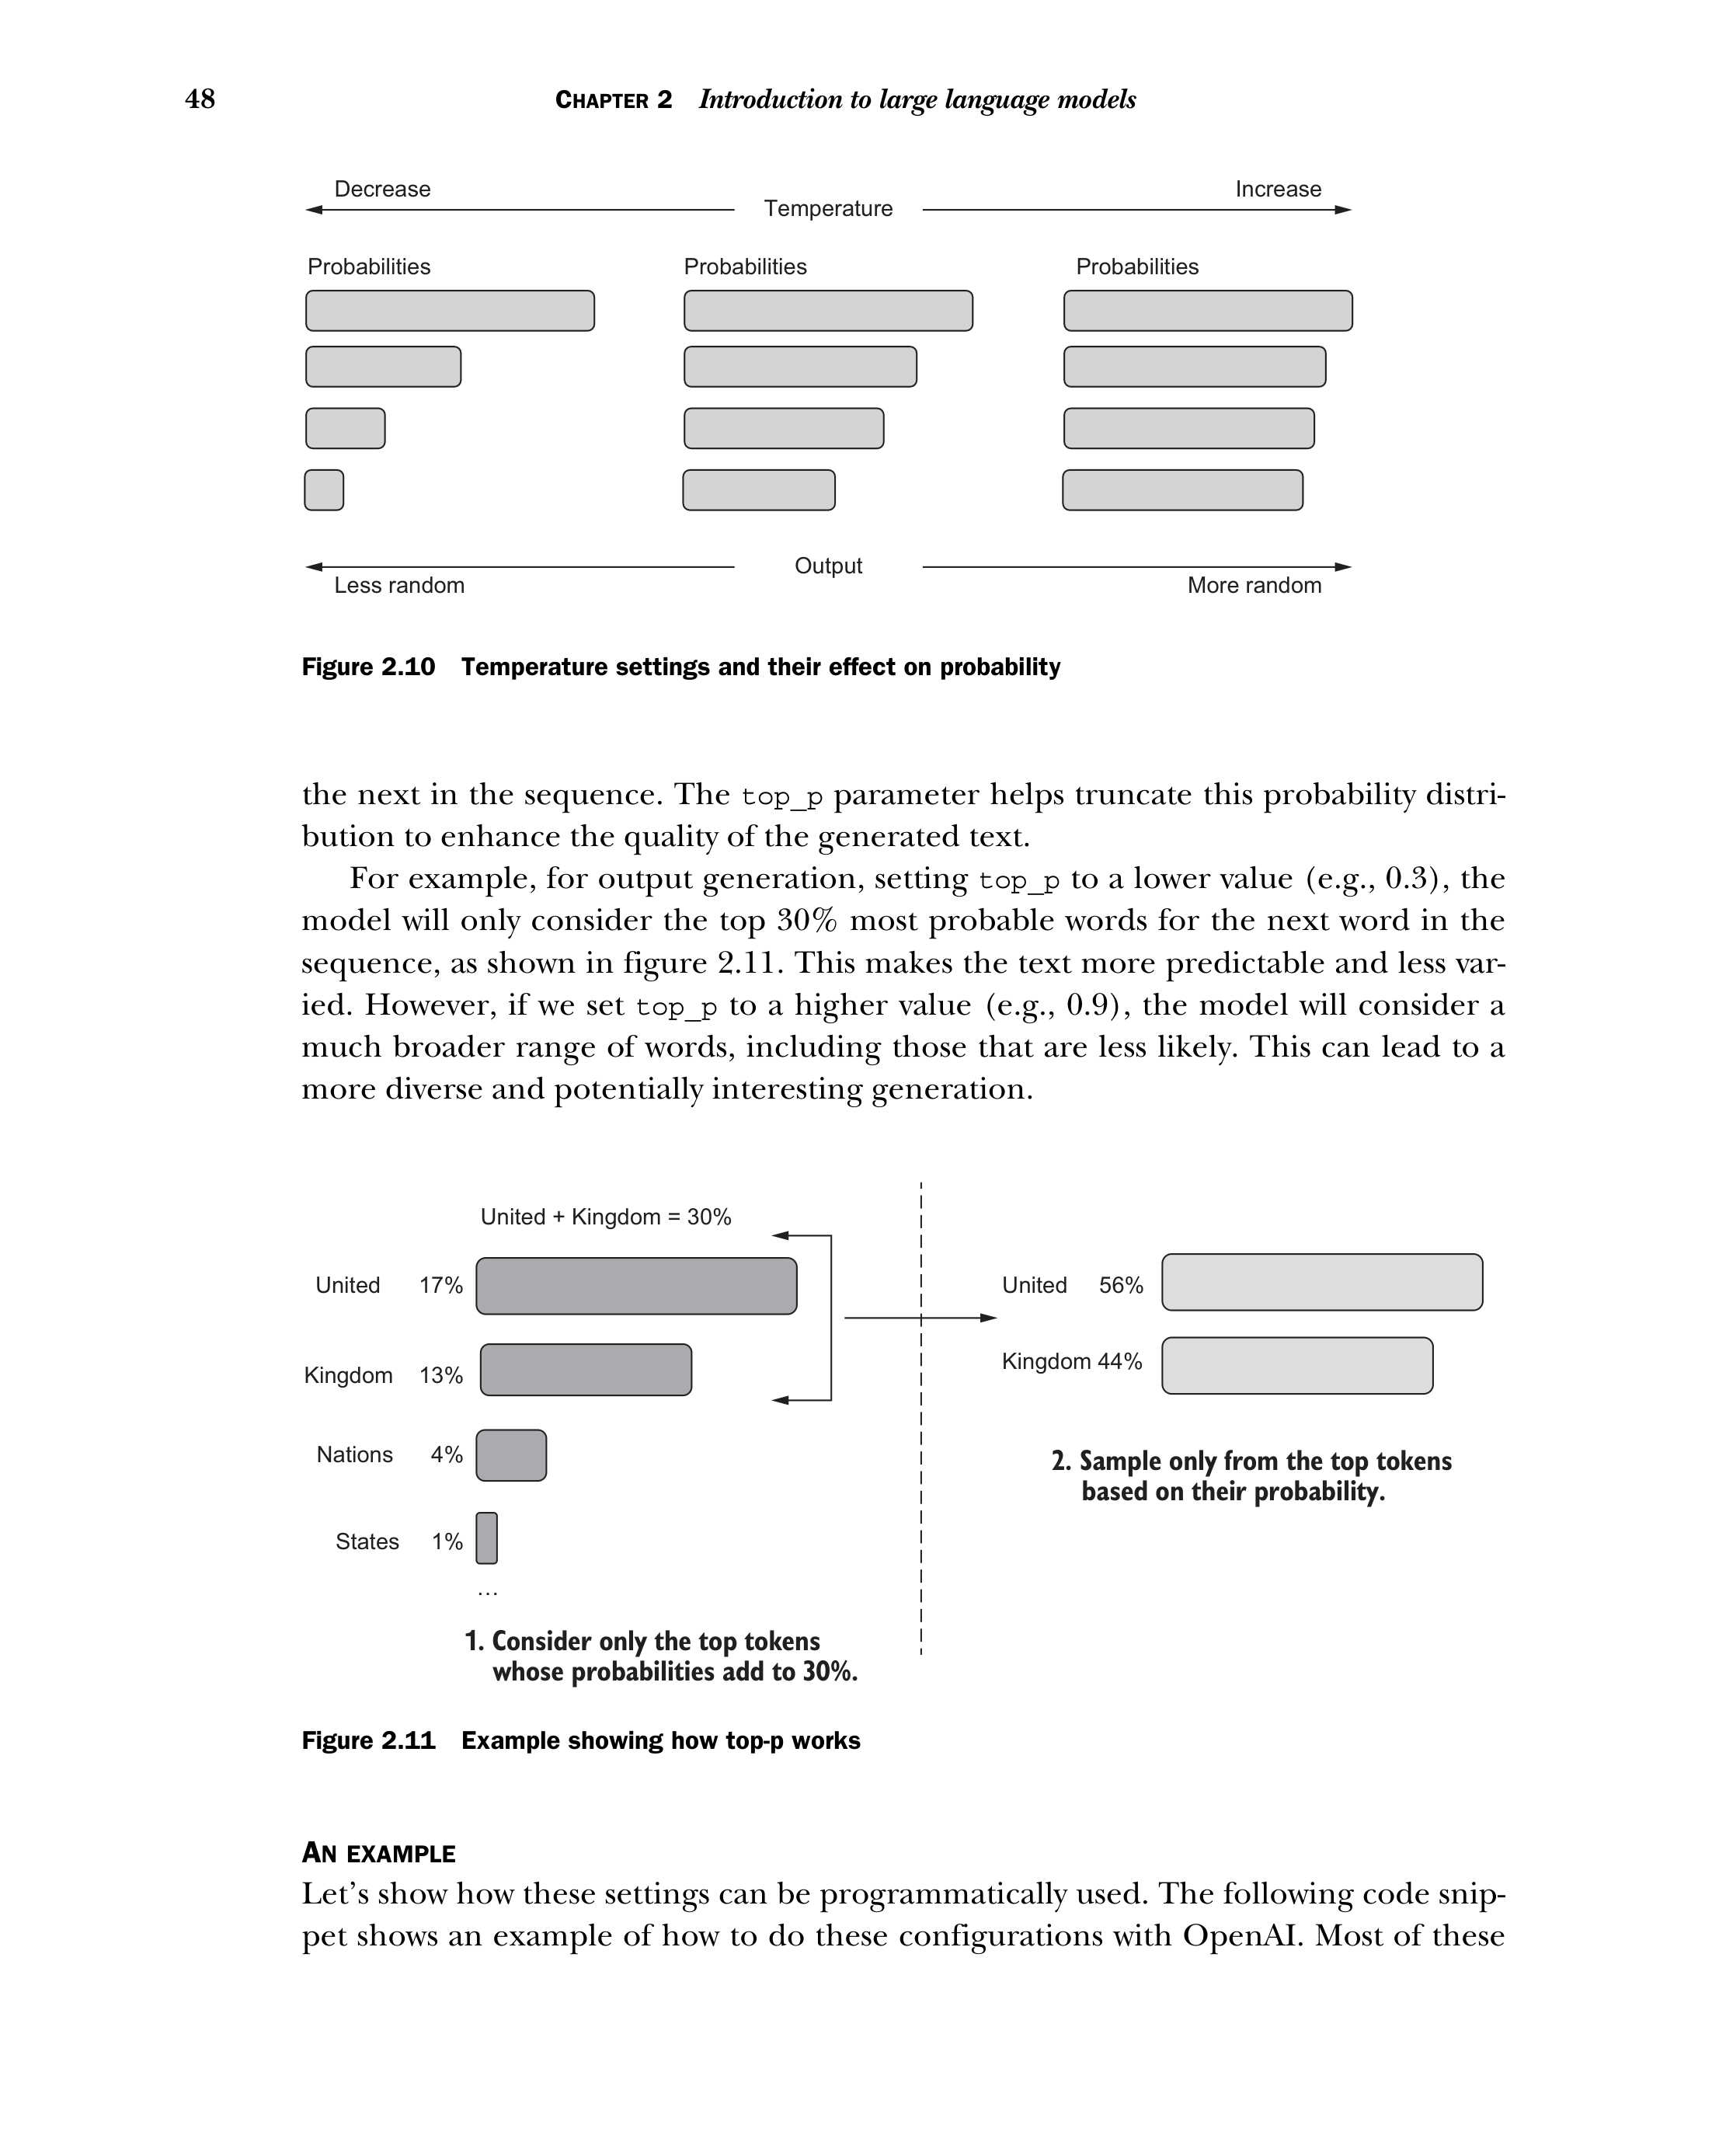 48
CHAPTER 2 Introduction to large language models
Decrease
Increase
Temperature
Probabilities
Probabilities
Probabilities
Output
Less random
More random
Figure 2.10 Temperature settings and their effect on probability
the next in the sequence. The top_p parameter helps truncate this probability distri-
bution to enhance the quality of the generated text.
For example, for output generation, setting top_p to a lower value (e.g., 0.3), the
model will only consider the top 30% most probable words for the next word in the
sequence, as shown in figure 2.11. This makes the text more predictable and less var-
ied. However, if we set top_p to a higher value (e.g., 0.9), the model will consider a
much broader range of words, including those that are less likely. This can lead to a
more diverse and potentially interesting generation.
United + Kingdom = 30%
United 17%
Kingdom 13%
Nations 4%
States 1%
...
1. Consider only the top tokens
whose probabilities add to 30%.
United 56%
Kingdom 44%
2. Sample only from the top tokens
based on their probability.
Figure 2.11 Example showing how top-p works
AN EXAMPLE
Let's show how these settings can be programmatically used. The following code snip-
pet shows an example of how to do these configurations with OpenAI. Most of these